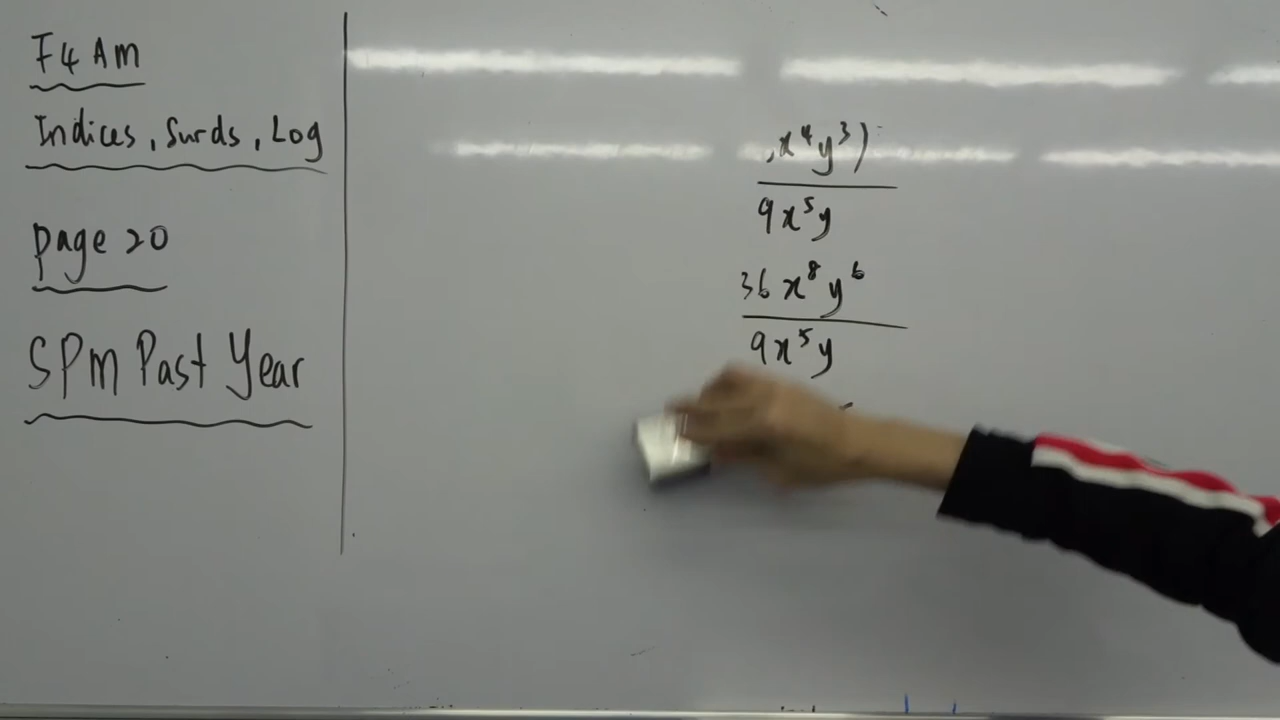 F4 AM
Indices, Surds, Log
page 20
SPM Past Year
x⁴y³)
9x⁵y
36x⁸y⁶
9x⁵y